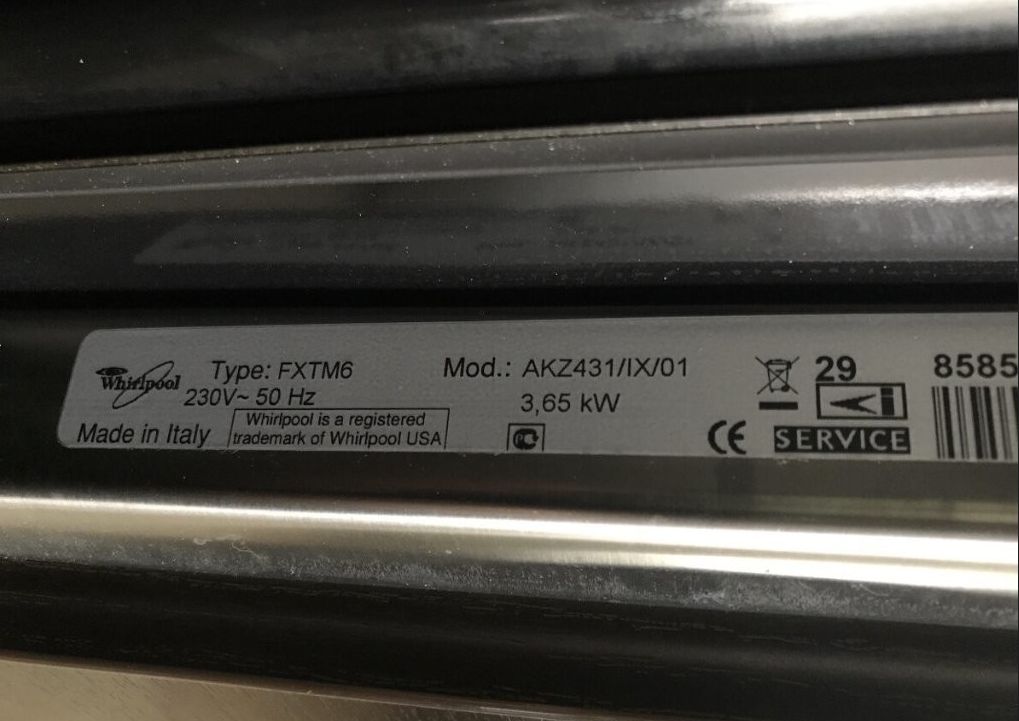 Whirlpool Type: FXTM6 Mod.: AKZ431/IX/01 29 8585
230V~ 50 Hz 3,65 kW
Made in Italy Whirlpool is a registered
trademark of Whirlpool USA CE SERVICE